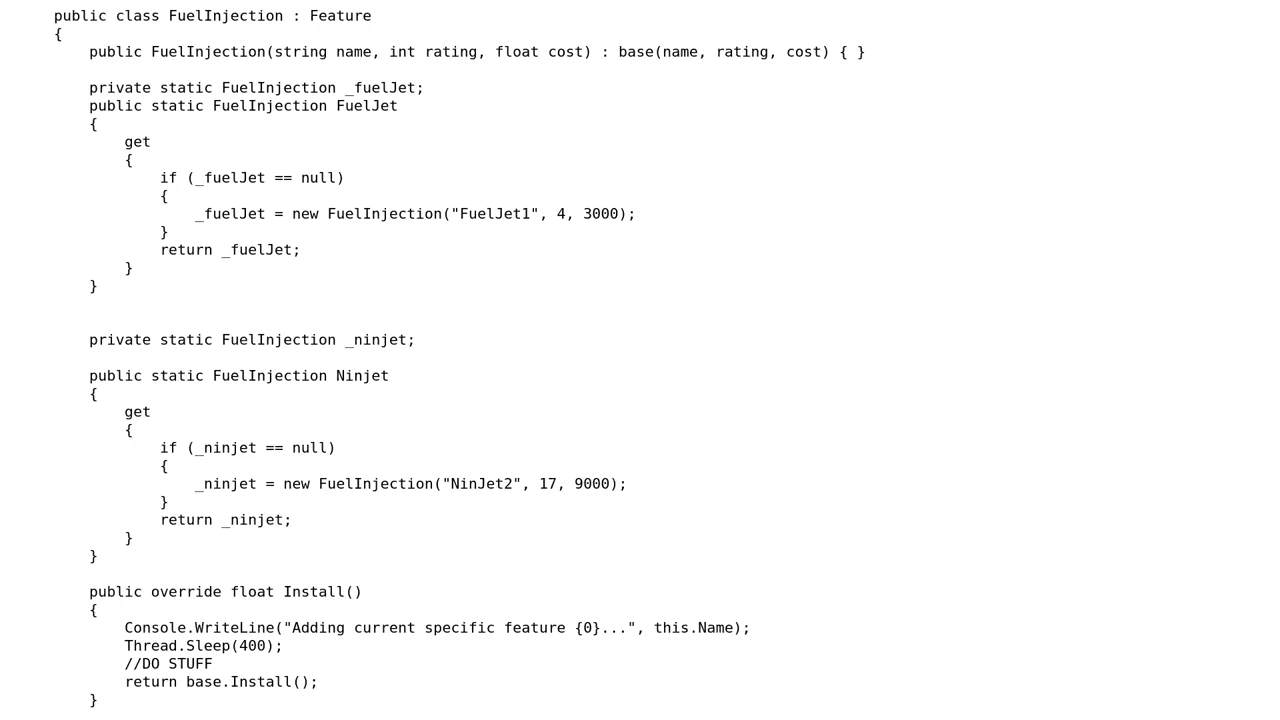 public class FuelInjection : Feature
{
public FuelInjection(string name, int rating, float cost) : base(name, rating, cost) { }
private static FuelInjection _fuelJet;
public static FuelInjection FuelJet
{
get
{
if (_fuelJet == null)
{
_fuelJet = new FuelInjection("FuelJet1", 4, 3000);
}
return _fuelJet;
}
}
private static FuelInjection _ninjet;
public static FuelInjection Ninjet
{
get
{
if (_ninjet == null)
{
_ninjet = new FuelInjection("NinJet2", 17, 9000);
}
return _ninjet;
}
}
public override float Install()
{
Console.WriteLine("Adding current specific feature {0}...", this.Name);
Thread.Sleep(400);
//DO STUFF
return base.Install();
}